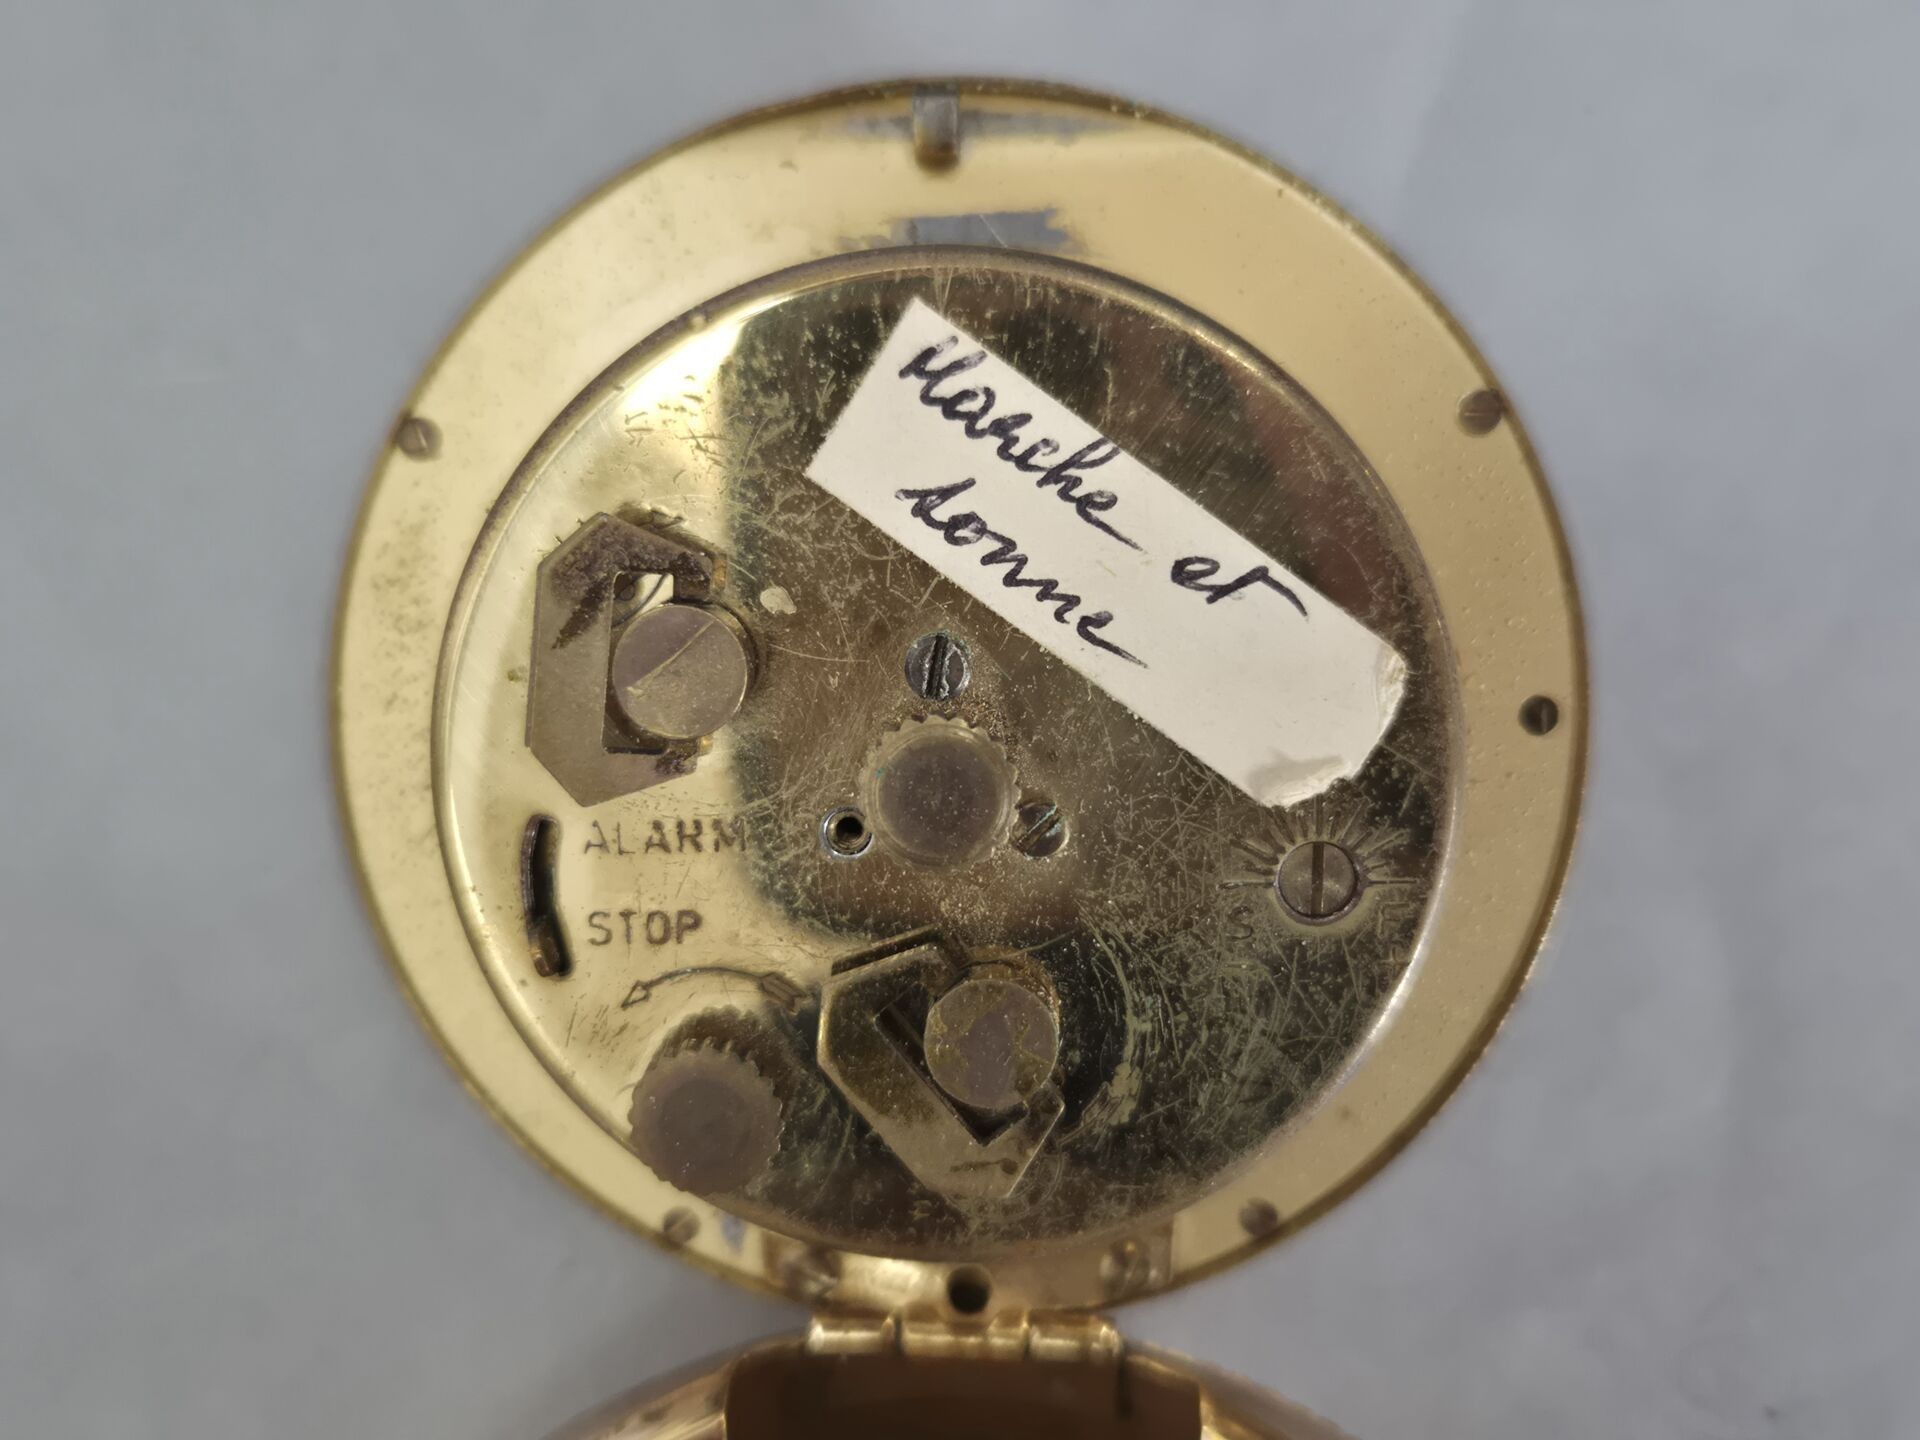 Marche et
sonne
ALARM
STOP
S F